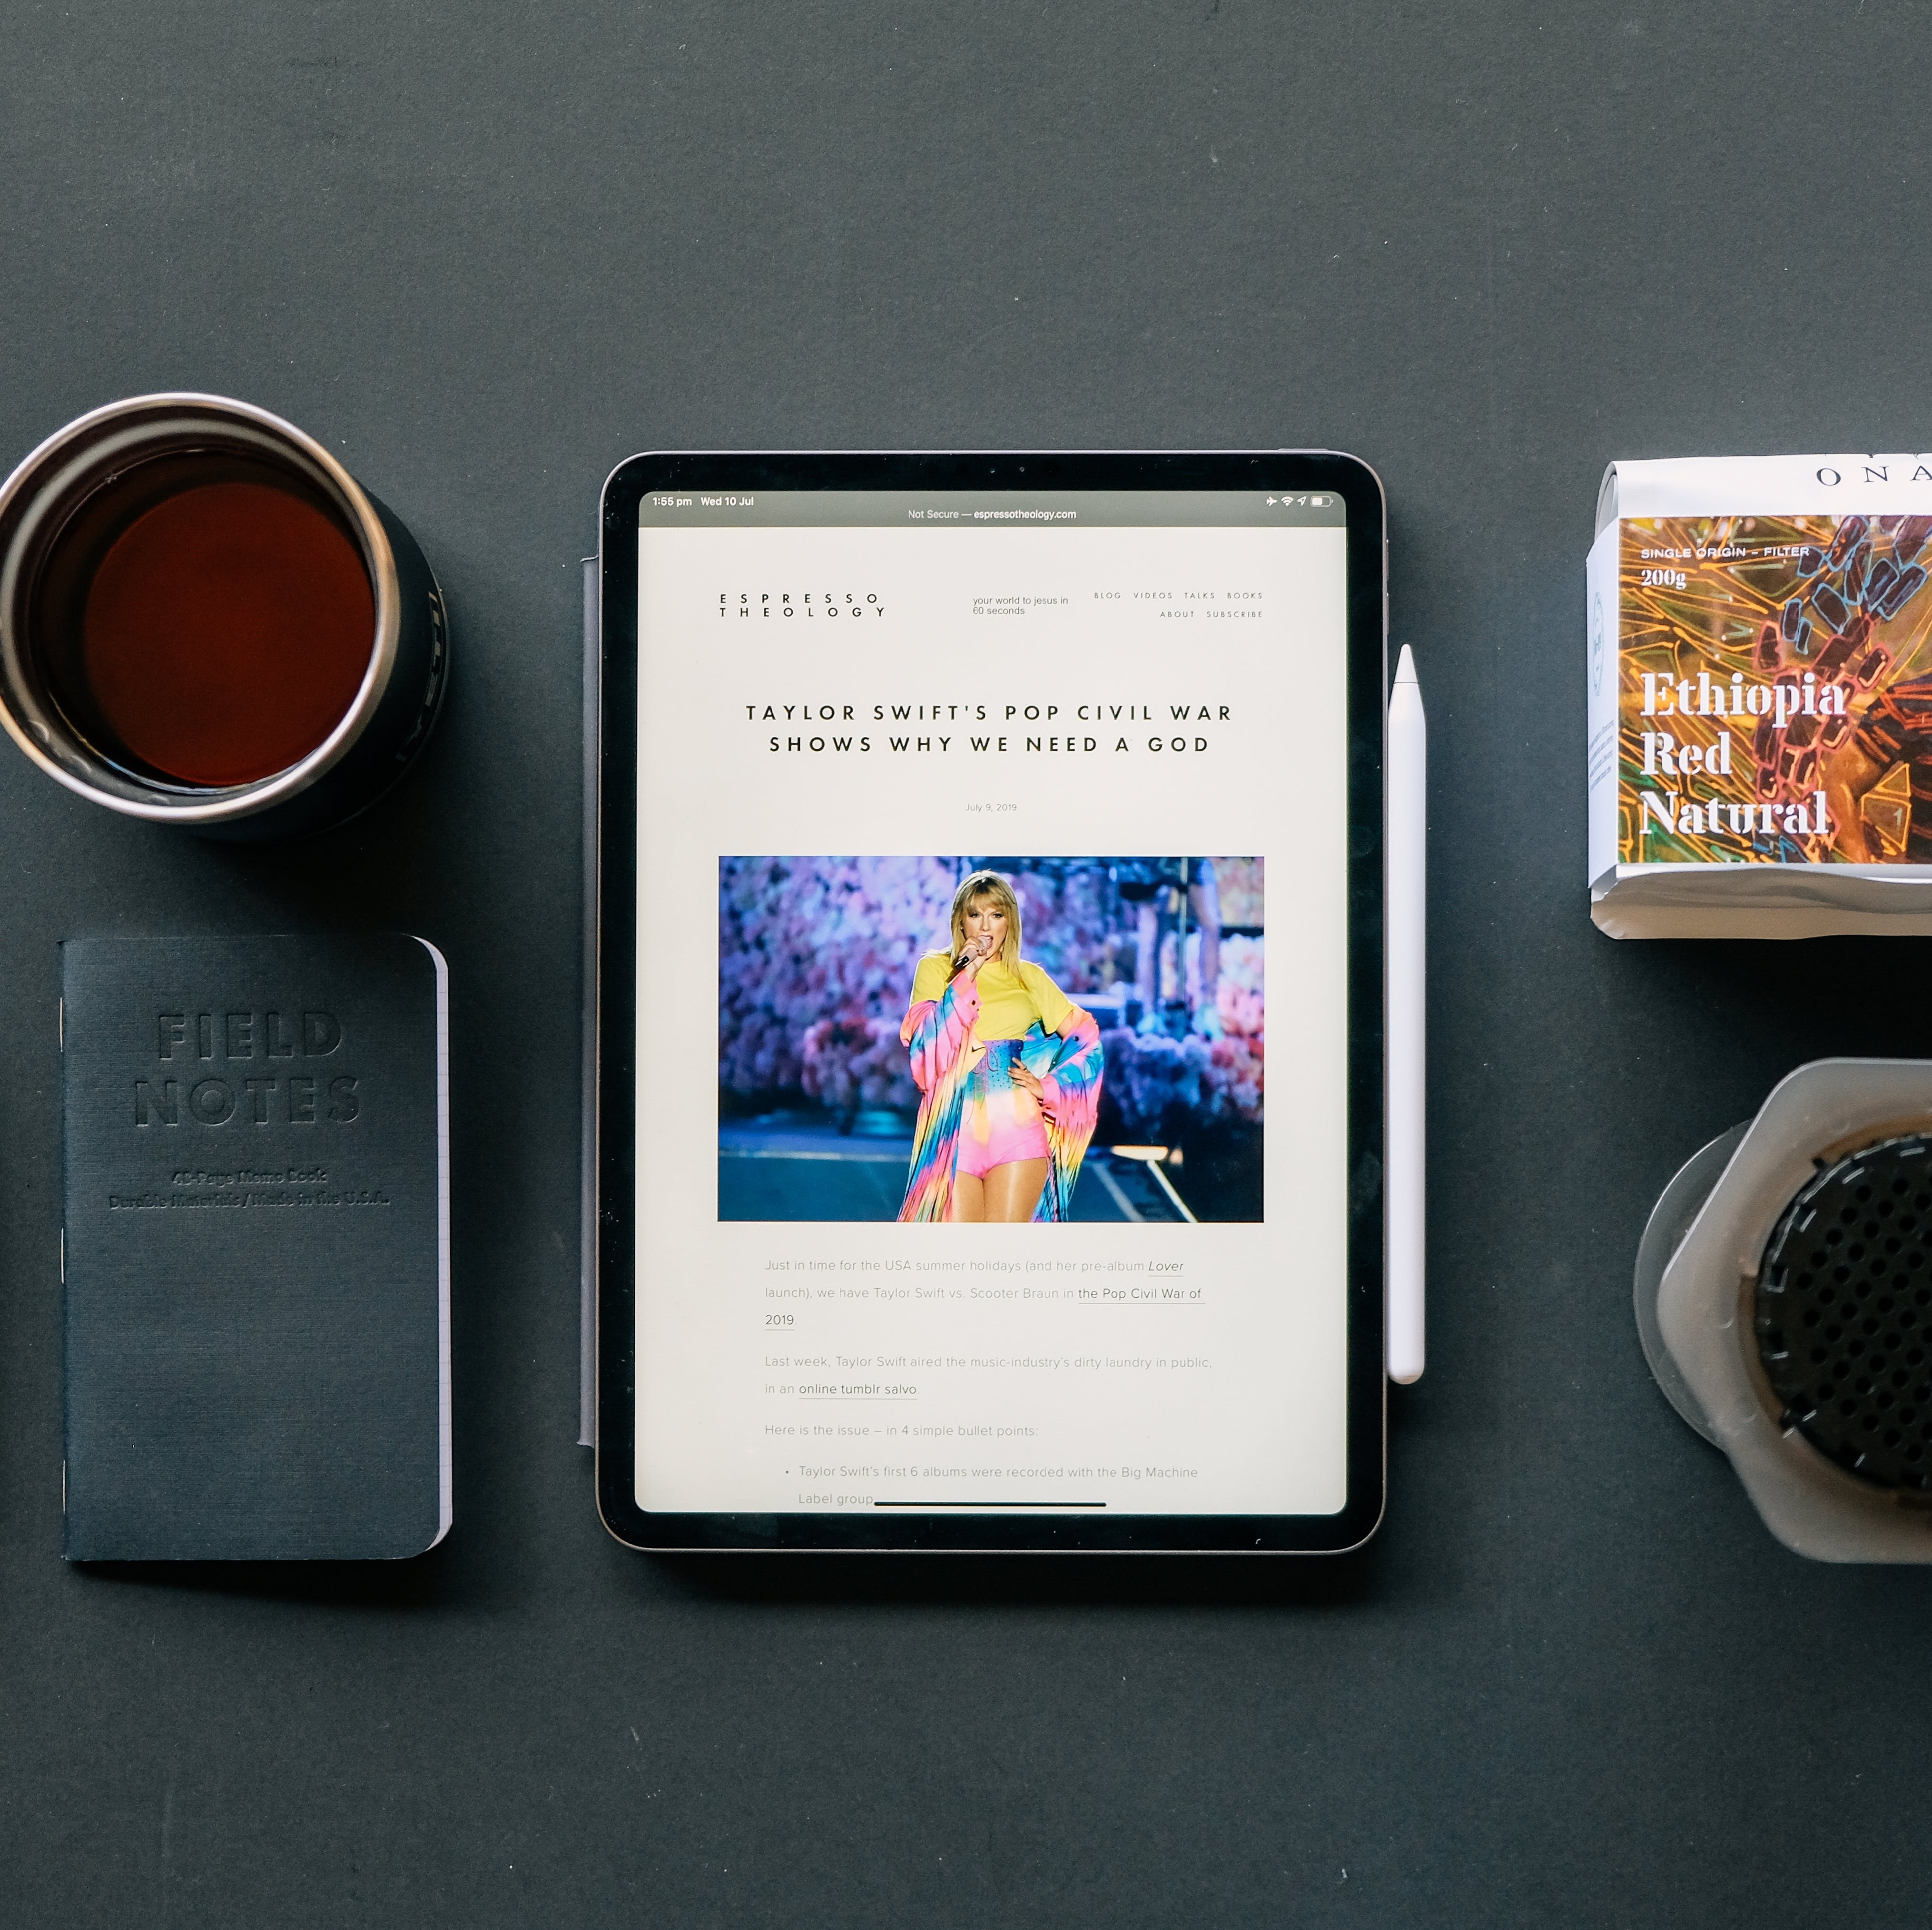 1:55 pm Wed 10 Jul
Not Secure — espressotheology.com
ESPRESSO
THEOLOGY
your world to jesus in
60 seconds
BLOG VIDEOS TALKS BOOKS
ABOUT SUBSCRIBE
TAYLOR SWIFT'S POP CIVIL WAR
SHOWS WHY WE NEED A GOD
July 9, 2019
Just in time for the USA summer holidays (and her pre-album Lover
launch), we have Taylor Swift vs. Scooter Braun in the Pop Civil War of
2019.
Last week, Taylor Swift aired the music-industry's dirty laundry in public,
in an online tumblr salvo.
Here is the issue – in 4 simple bullet points:
• Taylor Swift's first 6 albums were recorded with the Big Machine
Label group
FIELD
NOTES
48-Page Memo Book
Durable Materials / Made in the U.S.A.
ONA
SINGLE ORIGIN – FILTER
200g
Ethiopia
Red
Natural